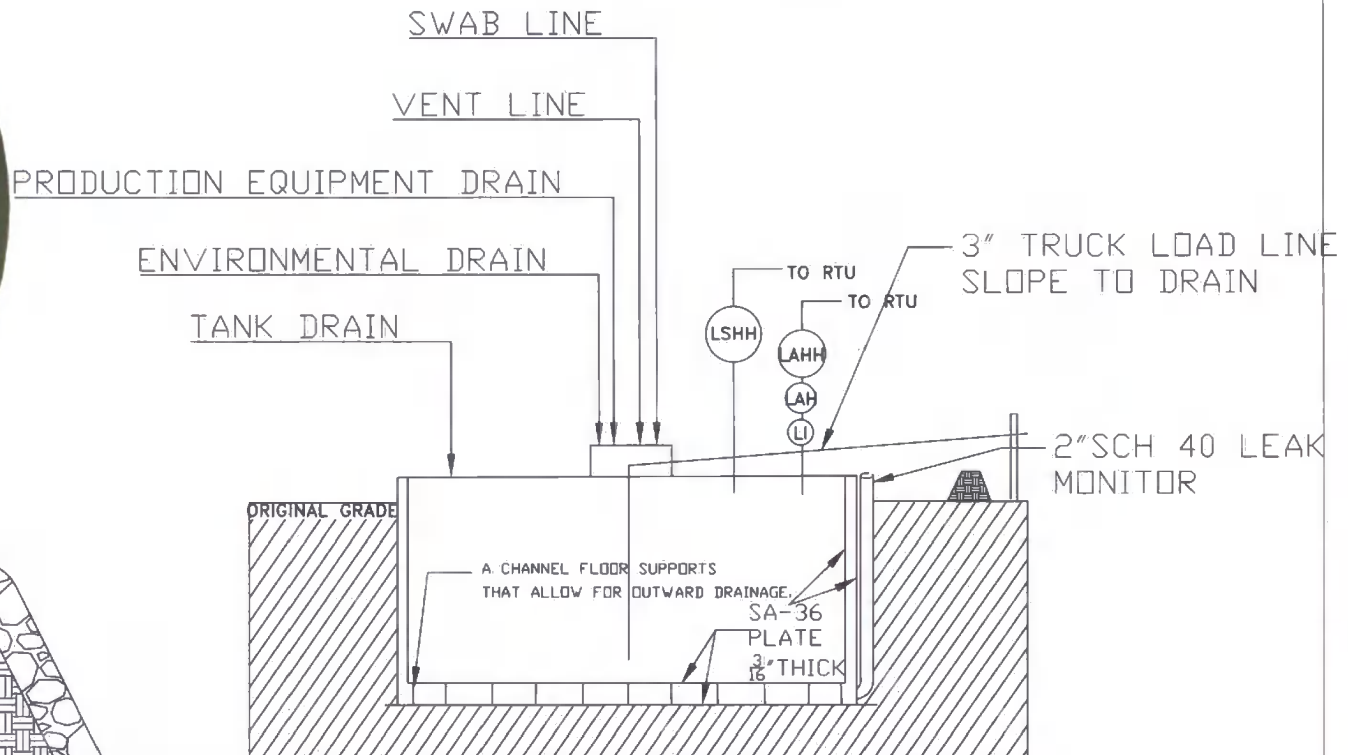 SWAB LINE
VENT LINE
PRODUCTION EQUIPMENT DRAIN
ENVIRONMENTAL DRAIN
TANK DRAIN
TO RTU
TO RTU
3" TRUCK LOAD LINE
SLOPE TO DRAIN
LSHH
LAHH
LAH
LI
2"SCH 40 LEAK
MONITOR
ORIGINAL GRADE
A. CHANNEL FLOOR SUPPORTS
THAT ALLOW FOR OUTWARD DRAINAGE.
SA-36
PLATE
3/16"THICK